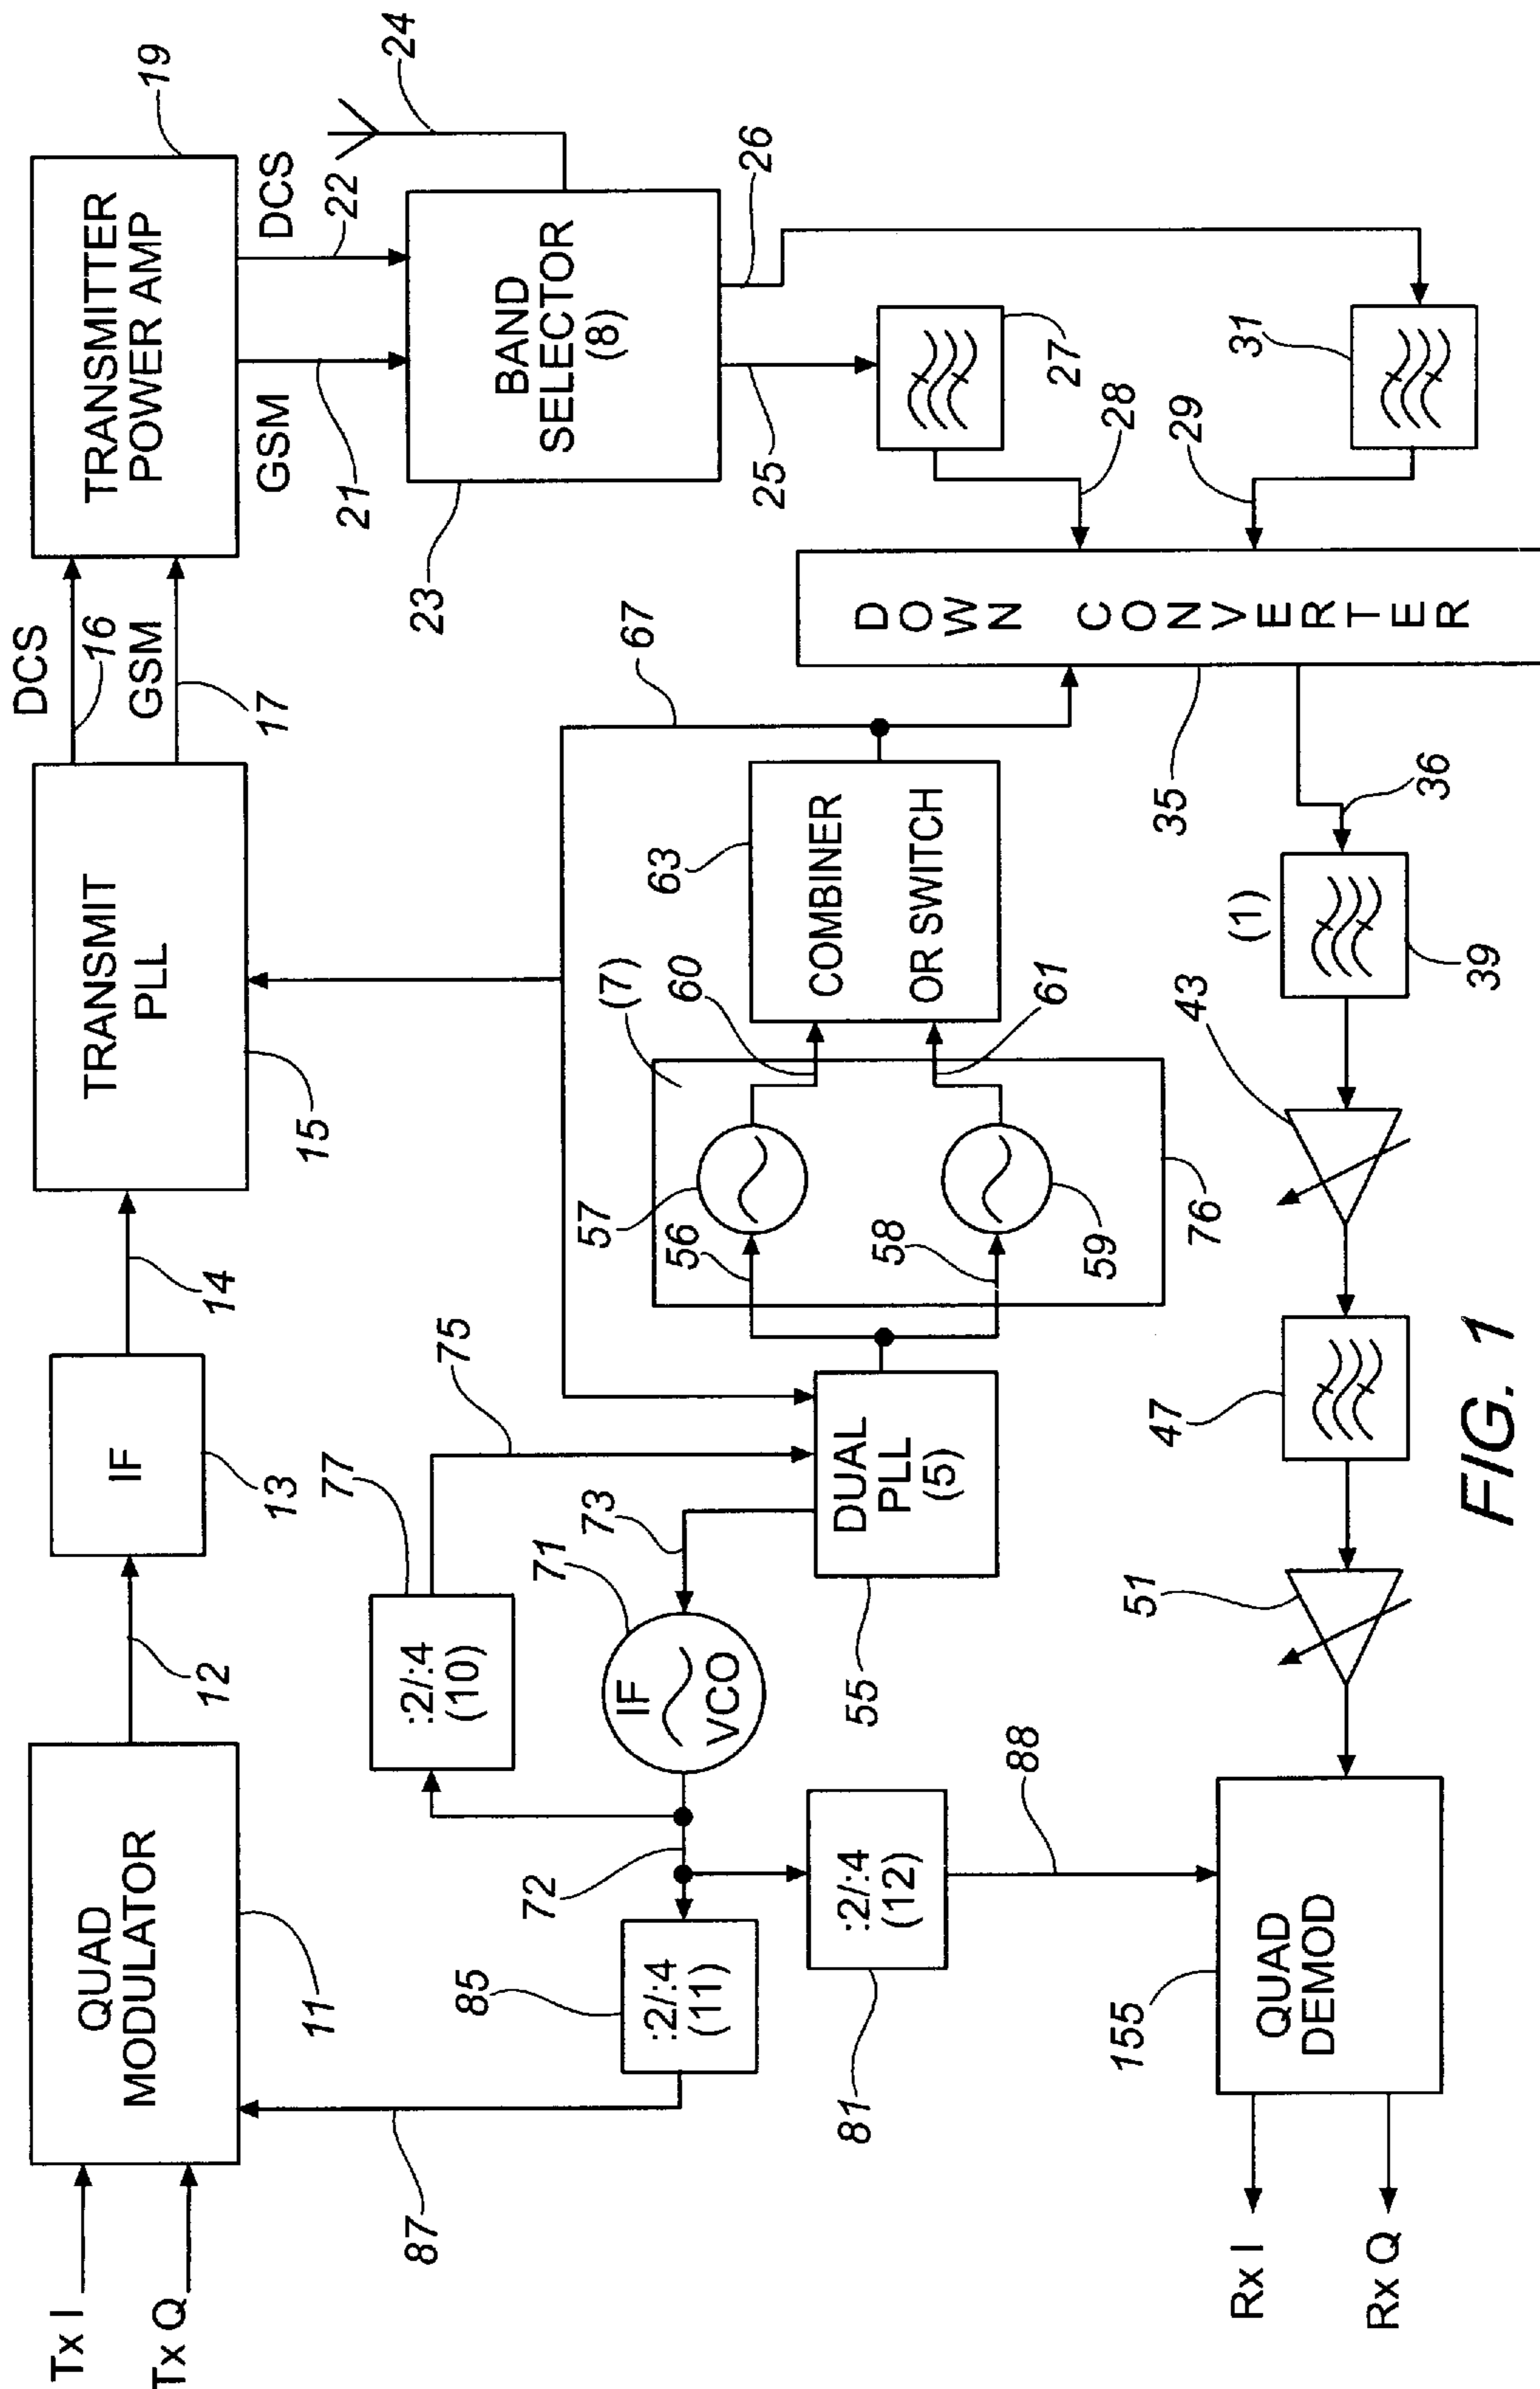 Tx I
Tx Q
QUAD
MODULATOR
11
12
IF
13
14
TRANSMIT
PLL
15
DCS
16
GSM
17
TRANSMITTER
POWER AMP
19
GSM
21
DCS
22
BAND
SELECTOR
(8)
23
24
25
26
27
28
29
31
DOWN CONVERTER
35
36
67
63
COMBINER
OR SWITCH
(7)
60
61
57
56
58
59
76
75
77
:2/:4
(10)
73
71
IF
VCO
DUAL
PLL
(5)
55
72
85
:2/:4
(11)
87
:2/:4
(12)
81
88
(1)
39
43
47
51
155
QUAD
DEMOD
Rx I
Rx Q
FIG. 1